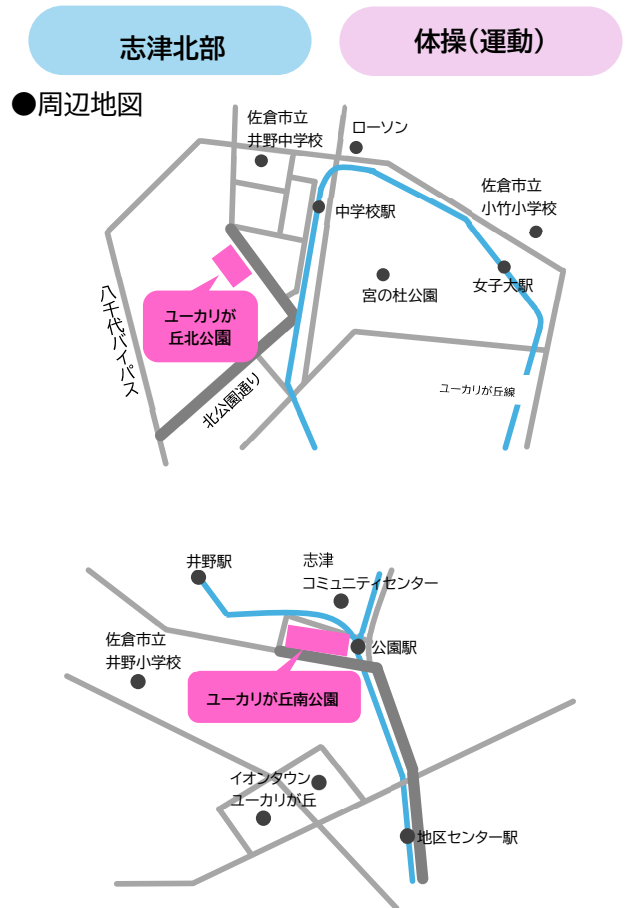 志津北部
体操（運動）
●周辺地図
佐倉市立
井野中学校
ローソン
佐倉市立
小竹小学校
中学校駅
女子大駅
宮の杜公園
八千代バイパス
ユーカリが
丘北公園
北公園通り
ユーカリが丘線
井野駅
志津
コミュニティセンター
佐倉市立
井野小学校
公園駅
ユーカリが丘南公園
イオンタウン
ユーカリが丘
地区センター駅